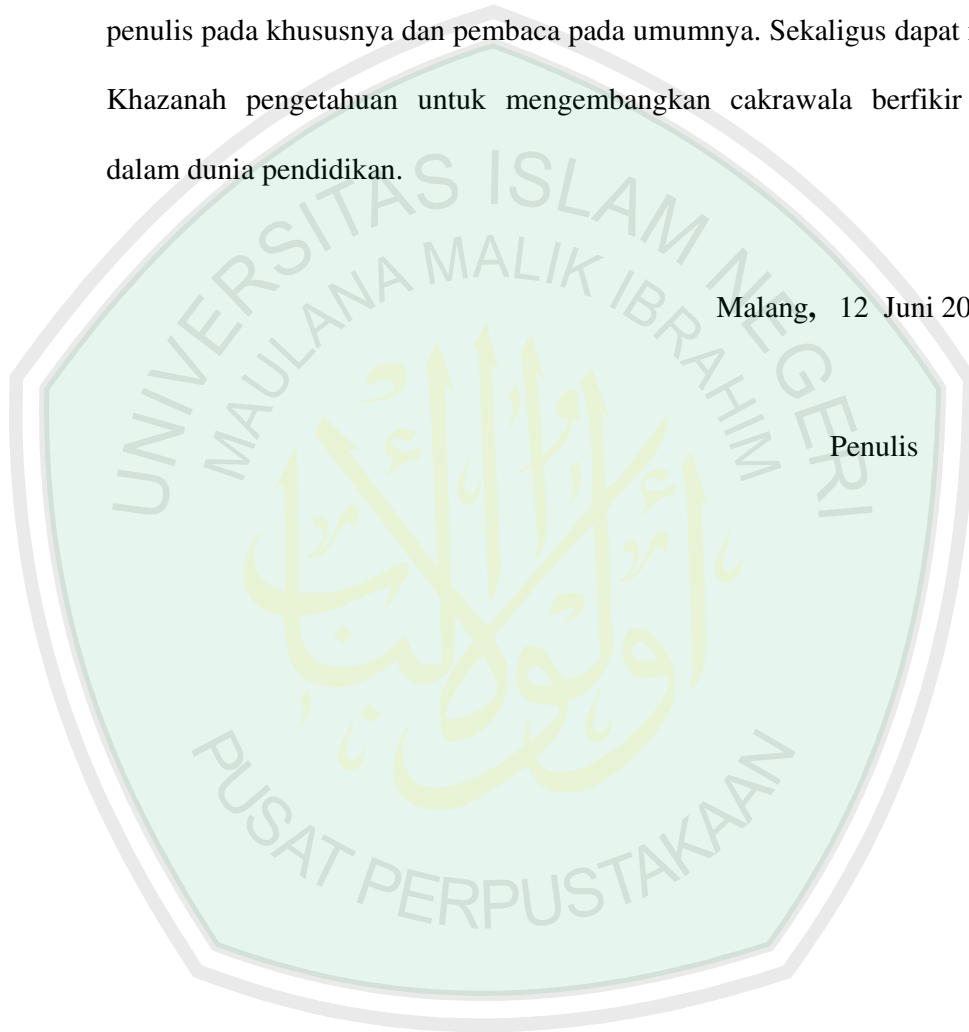 penulis pada khususnya dan pembaca pada umumnya. Sekaligus dapat
Khazanah pengetahuan untuk mengembangkan cakrawala berfikir
dalam dunia pendidikan.
UNIVERSITAS ISLAM NEGERI
MAULANA MALIK IBRAHIM
Malang, 12 Juni 20
Penulis
PUSAT PERPUSTAKAAN